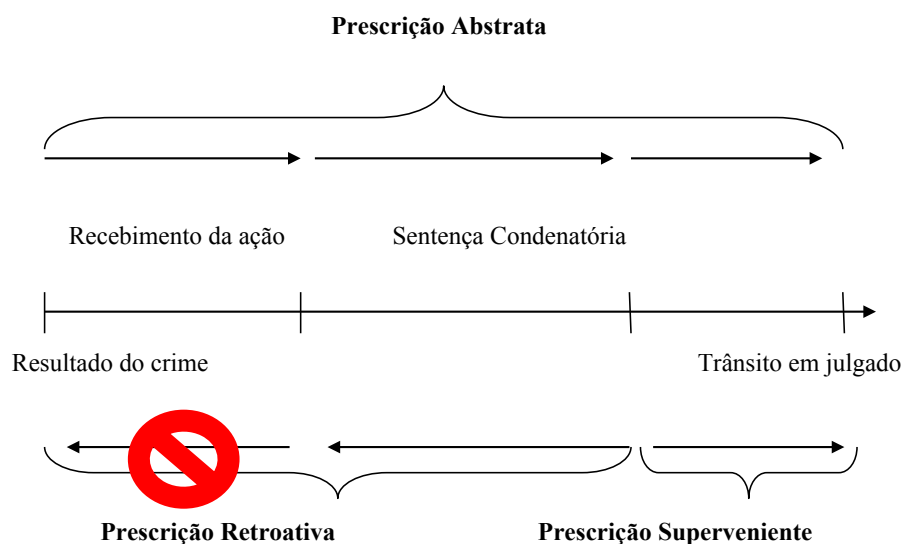 Prescrição Abstrata
Recebimento da ação
Sentença Condenatória
Resultado do crime
Trânsito em julgado
Prescrição Retroativa
Prescrição Superveniente